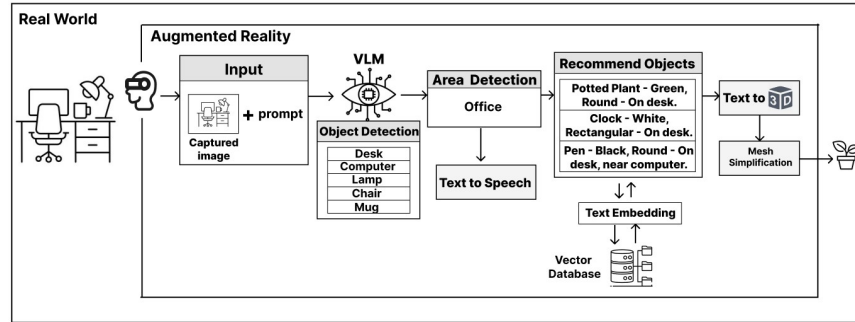 Real World
Augmented Reality
Input
+ prompt
Captured
image
VLM
Object Detection
Desk
Computer
Lamp
Chair
Mug
Area Detection
Office
Text to Speech
Recommend Objects
Potted Plant - Green,
Round - On desk.
Clock - White,
Rectangular - On desk.
Pen - Black, Round - On
desk, near computer.
Text Embedding
Vector
Database
Text to 3D
Mesh
Simplification